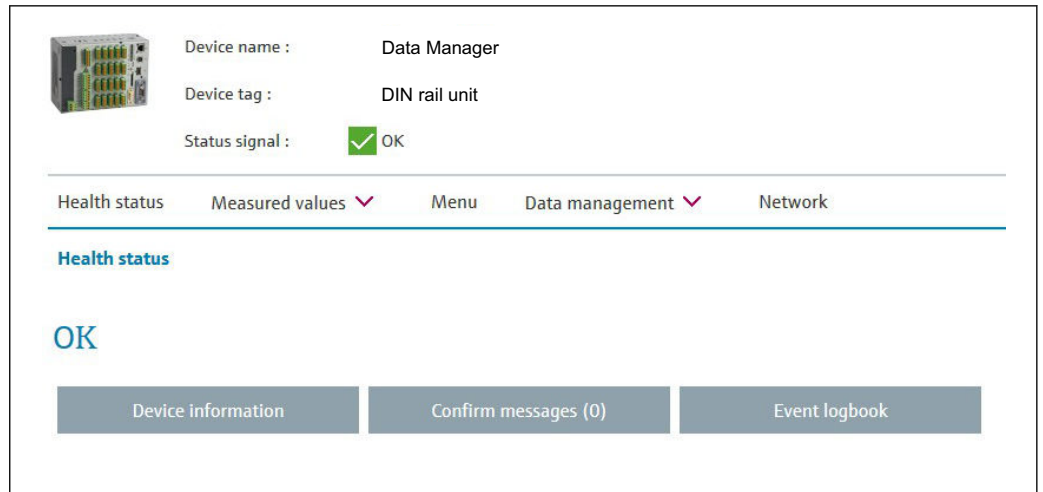 Device name : Data Manager
Device tag : DIN rail unit
Status signal : OK
Health status Measured values Menu Data management Network
Health status
OK
Device information Confirm messages (0) Event logbook